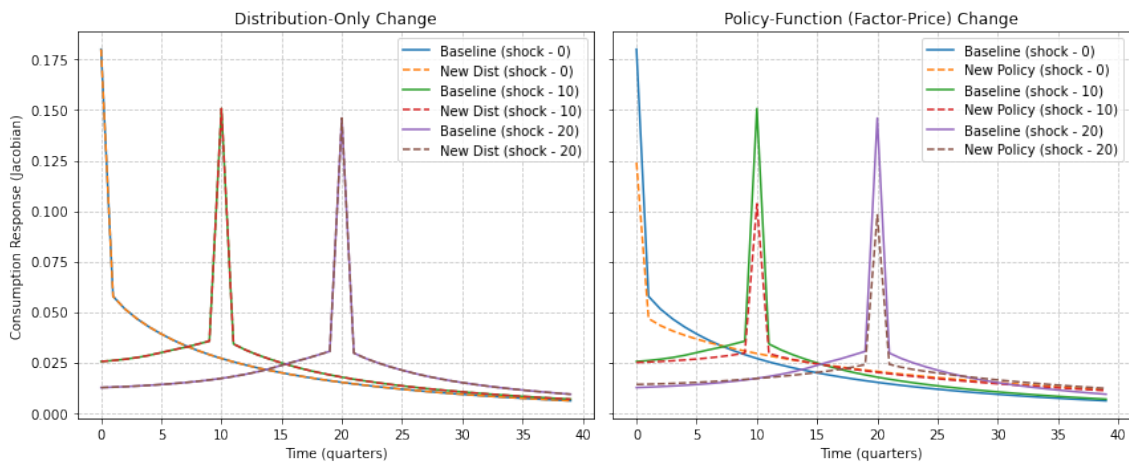 Distribution-Only Change
Policy-Function (Factor-Price) Change
Consumption Response (Jacobian)
0.175
0.150
0.125
0.100
0.075
0.050
0.025
0.000
Baseline (shock - 0)
New Dist (shock - 0)
Baseline (shock - 10)
New Dist (shock - 10)
Baseline (shock - 20)
New Dist (shock - 20)
0 5 10 15 20 25 30 35 40
Time (quarters)
Baseline (shock - 0)
New Policy (shock - 0)
Baseline (shock - 10)
New Policy (shock - 10)
Baseline (shock - 20)
New Policy (shock - 20)
0 5 10 15 20 25 30 35 40
Time (quarters)